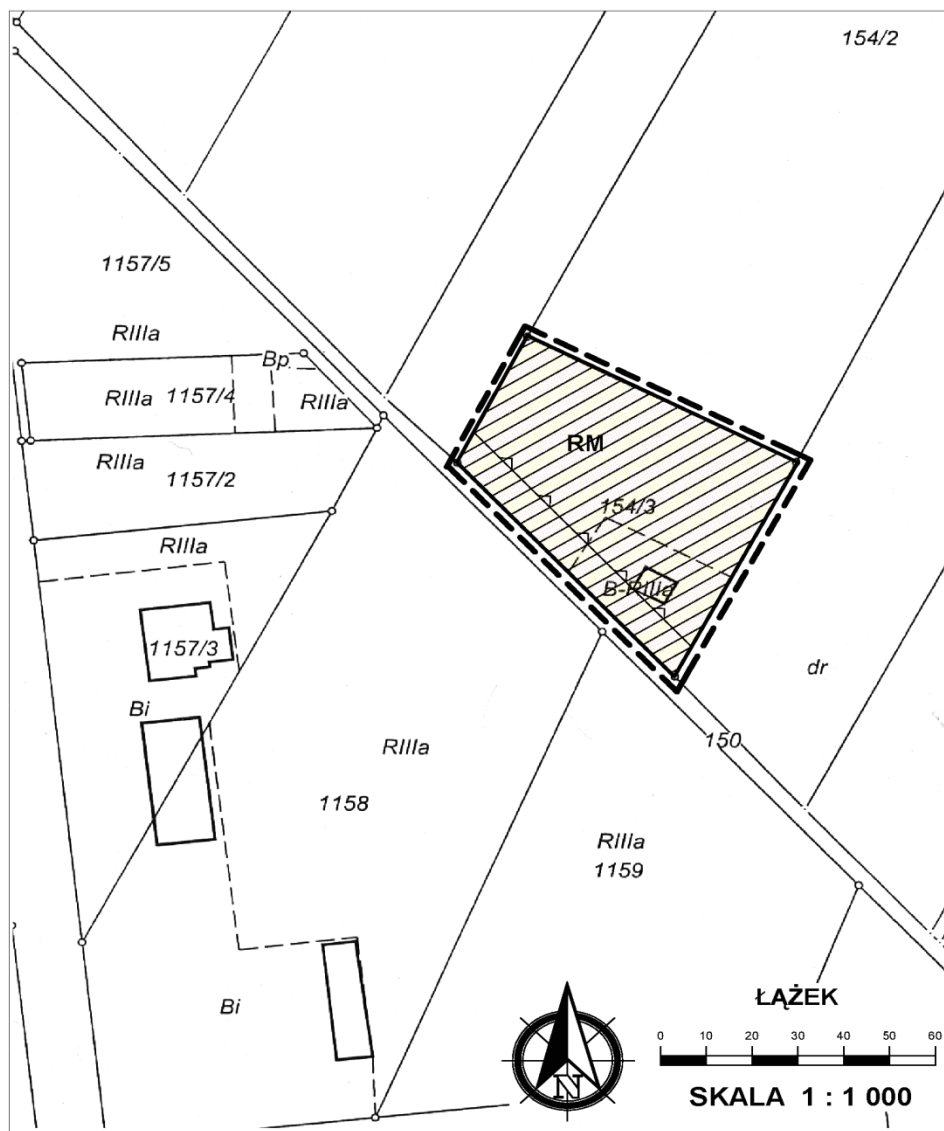 154/2
1157/5
RIIIa
Bp
RIIIa 1157/4 RIIIa
RM
RIIIa
1157/2
154/3
RIIIa
B-RIIIa
1157/3
dr
Bi
150
RIIIa
1158
RIIIa
1159
ŁĄŻEK
Bi
0 10 20 30 40 50 60
N
SKALA 1 : 1 000